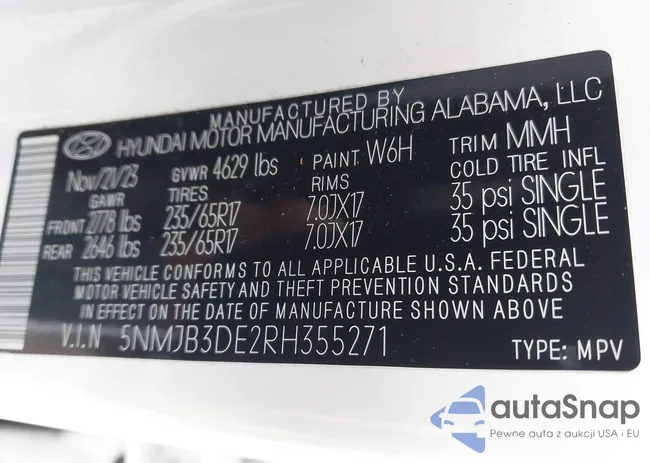 MANUFACTURED BY
HYUNDAI MOTOR MANUFACTURING ALABAMA, LLC
Nov/21/23 GVWR 4629 lbs PAINT W6H TRIM MMH
GAWR TIRES RIMS COLD TIRE INFL
FRONT 2778 lbs 235/65R17 7.0JX17 35 psi SINGLE
REAR 2646 lbs 235/65R17 7.0JX17 35 psi SINGLE
THIS VEHICLE CONFORMS TO ALL APPLICABLE U.S.A. FEDERAL
MOTOR VEHICLE SAFETY AND THEFT PREVENTION STANDARDS
IN EFFECT ON THE DATE OF MANUFACTURE SHOWN ABOVE
V.I.N 5NMJB3DE2RH355271 TYPE: MPV
autaSnap
Pewne auta z aukcji USA i EU